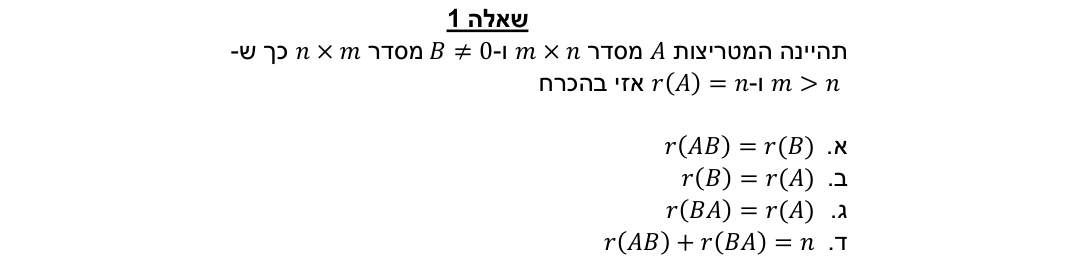 שאלה 1
תהיינה המטריצות A מסדר m × n ו-B ≠ 0 מסדר n × m כך ש-
m > n ו-r(A) = n אזי בהכרח
א. r(AB) = r(B)
ב. r(B) = r(A)
ג. r(BA) = r(A)
ד. r(AB) + r(BA) = n